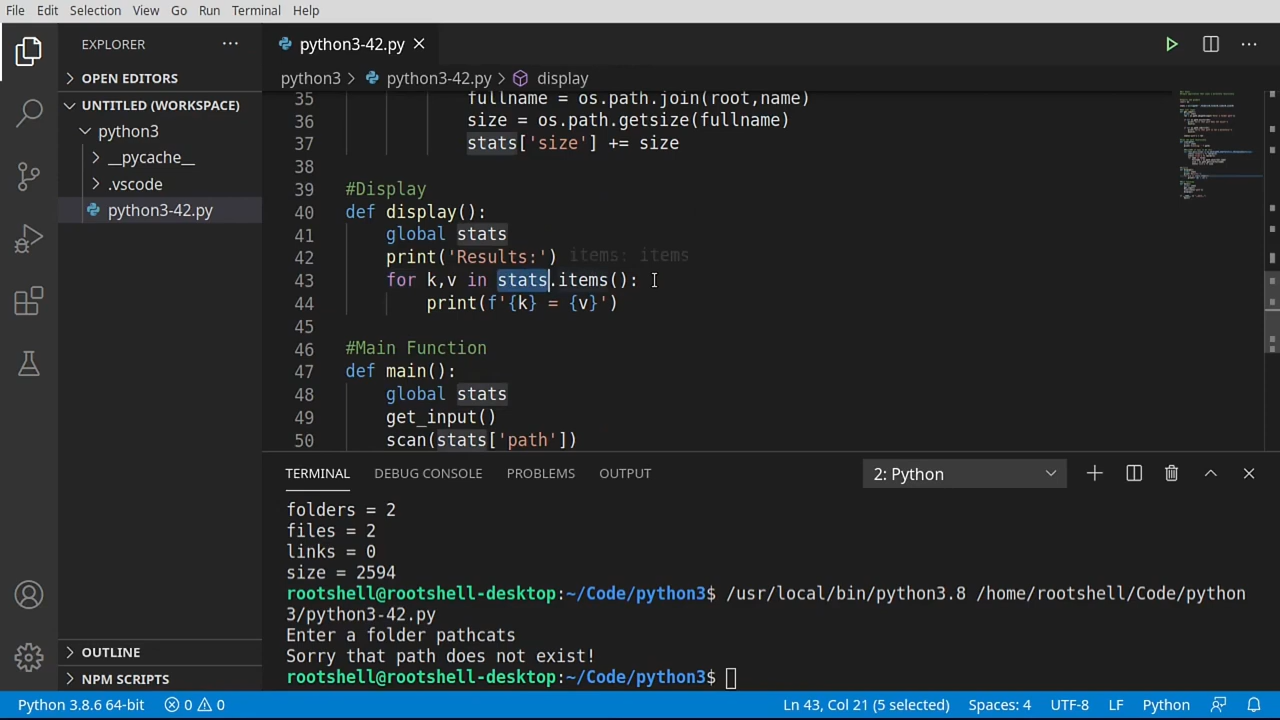 File Edit Selection View Go Run Terminal Help
EXPLORER ···
python3-42.py
OPEN EDITORS
python3 > python3-42.py > display
UNTITLED (WORKSPACE)
python3
__pycache__
.vscode
python3-42.py
35 fullname = os.path.join(root,name)
36 size = os.path.getsize(fullname)
37 stats['size'] += size
38
39 #Display
40 def display():
41 global stats
42 print('Results:') items: items
43 for k,v in stats.items():
44 print(f'{k} = {v}')
45
46 #Main Function
47 def main():
48 global stats
49 get_input()
50 scan(stats['path'])
TERMINAL DEBUG CONSOLE PROBLEMS OUTPUT 2: Python
folders = 2
files = 2
links = 0
size = 2594
rootshell@rootshell-desktop:~/Code/python3$ /usr/local/bin/python3.8 /home/rootshell/Code/python
3/python3-42.py
Enter a folder pathcats
Sorry that path does not exist!
rootshell@rootshell-desktop:~/Code/python3$
OUTLINE
NPM SCRIPTS
Python 3.8.6 64-bit 0 0 Ln 43, Col 21 (5 selected) Spaces: 4 UTF-8 LF Python